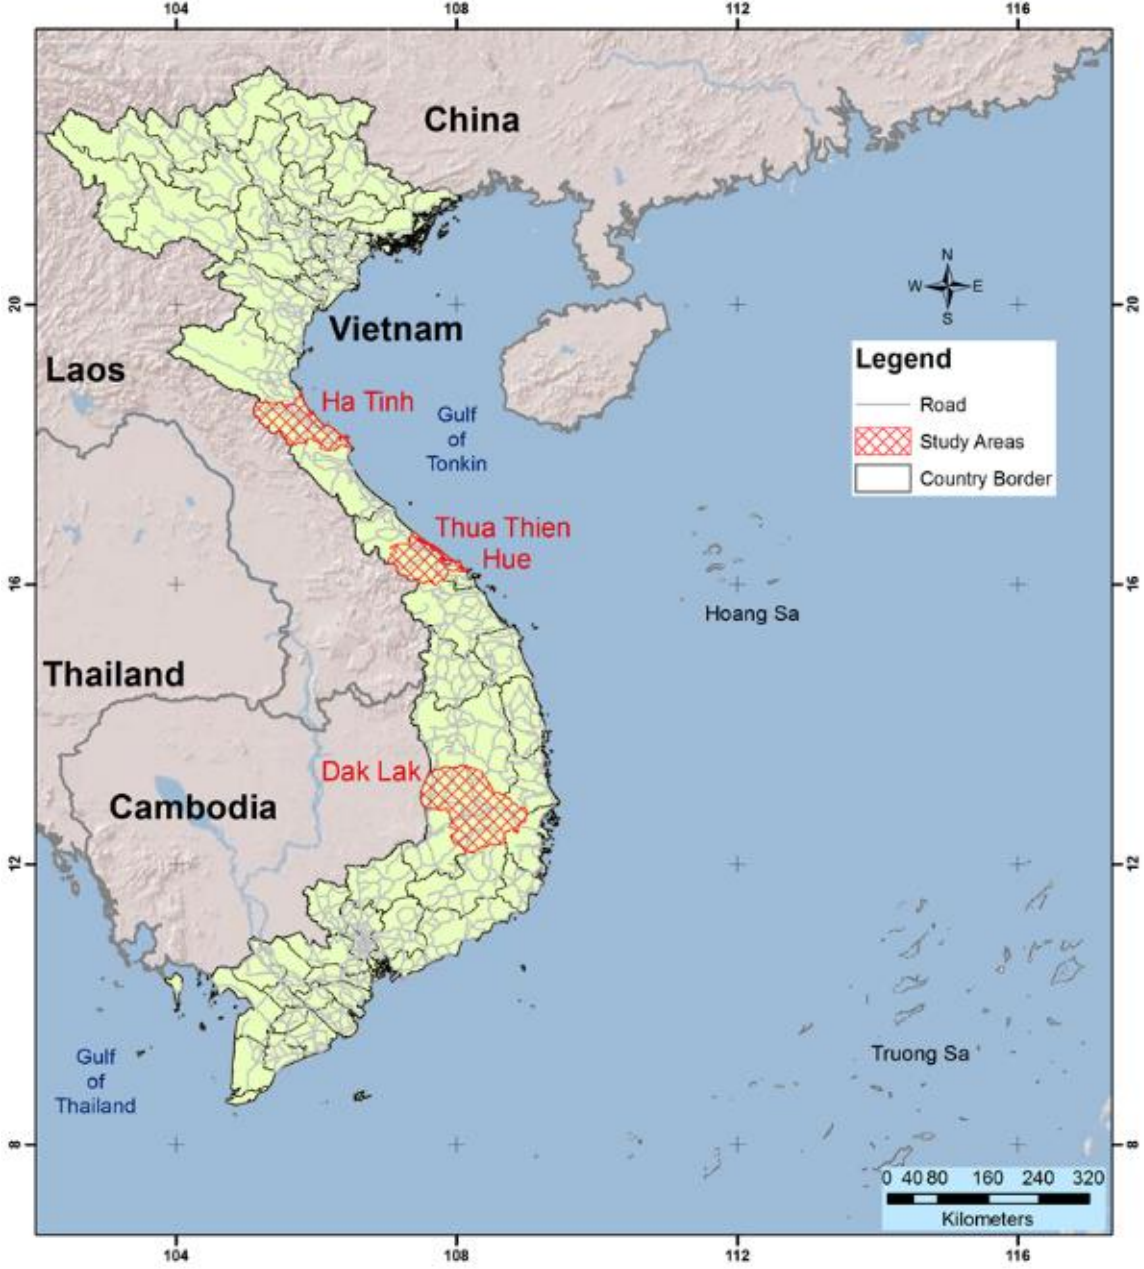 104
108
112
116
China
N
W
E
S
20
20
Vietnam
Legend
Laos
Road
Ha Tinh
Gulf
of
Tonkin
Study Areas
Country Border
Thua Thien
Hue
16
16
Hoang Sa
Thailand
Dak Lak
Cambodia
12
12
Gulf
of
Thailand
Truong Sa
8
8
0 40 80 160 240 320
Kilometers
104
108
112
116